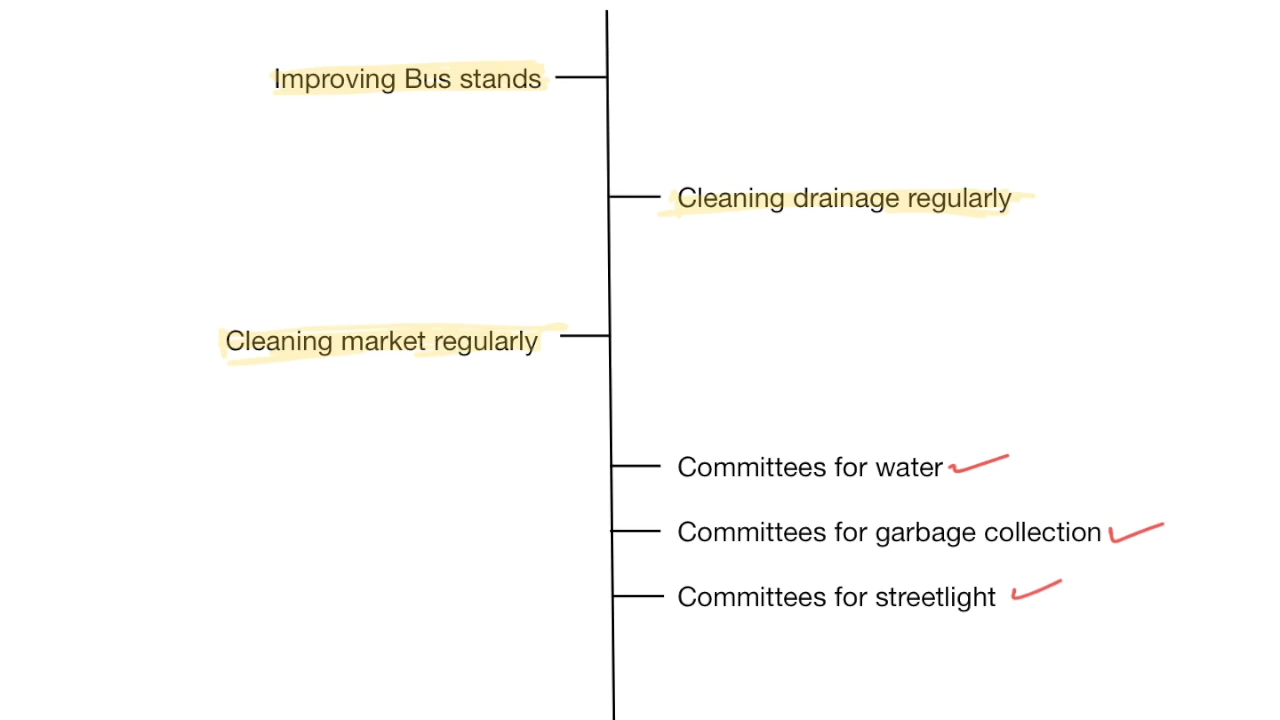 Improving Bus stands
Cleaning drainage regularly
Cleaning market regularly
Committees for water
Committees for garbage collection
Committees for streetlight